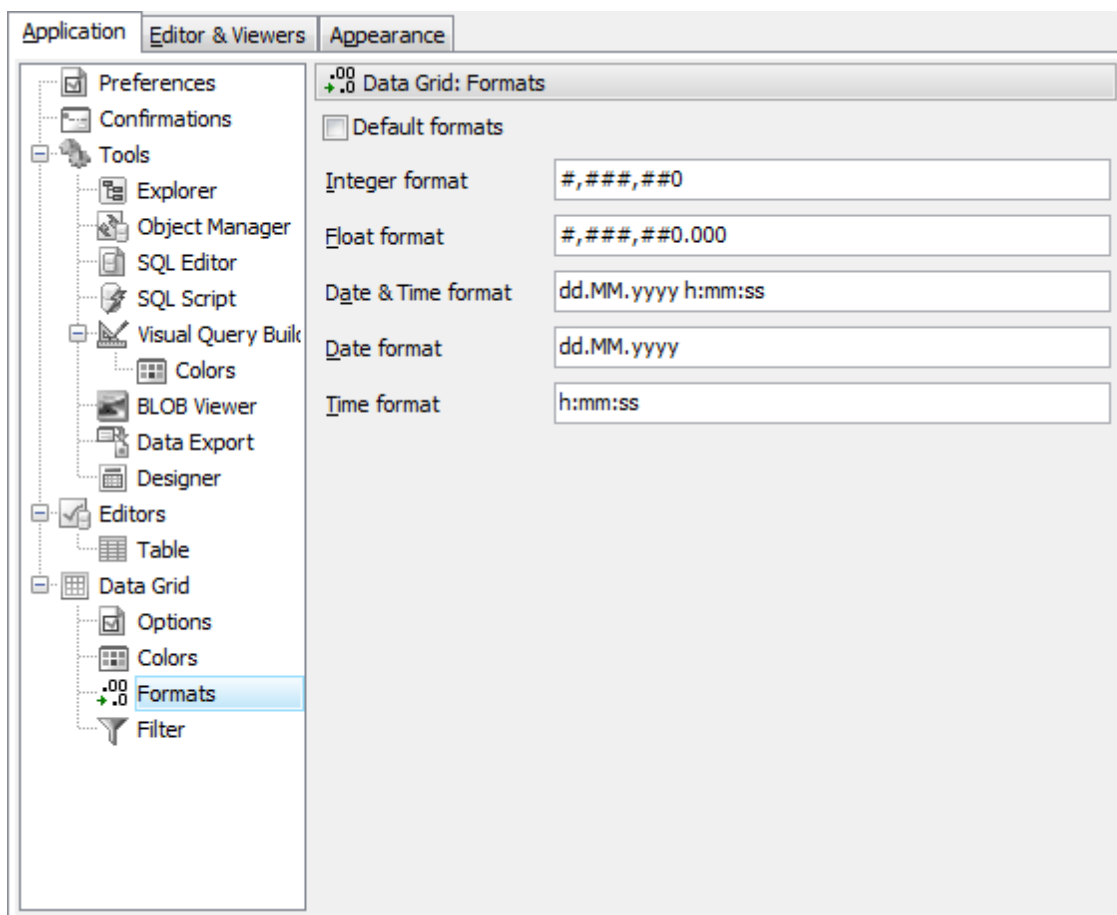 Application
Editor & Viewers
Appearance
Preferences
Confirmations
Tools
Explorer
Object Manager
SQL Editor
SQL Script
Visual Query Build
Colors
BLOB Viewer
Data Export
Designer
Editors
Table
Data Grid
Options
Colors
Formats
Filter
.00 .0 Data Grid: Formats
Default formats
Integer format #,###,##0
Float format #,###,##0.000
Date & Time format dd.MM.yyyy h:mm:ss
Date format dd.MM.yyyy
Time format h:mm:ss